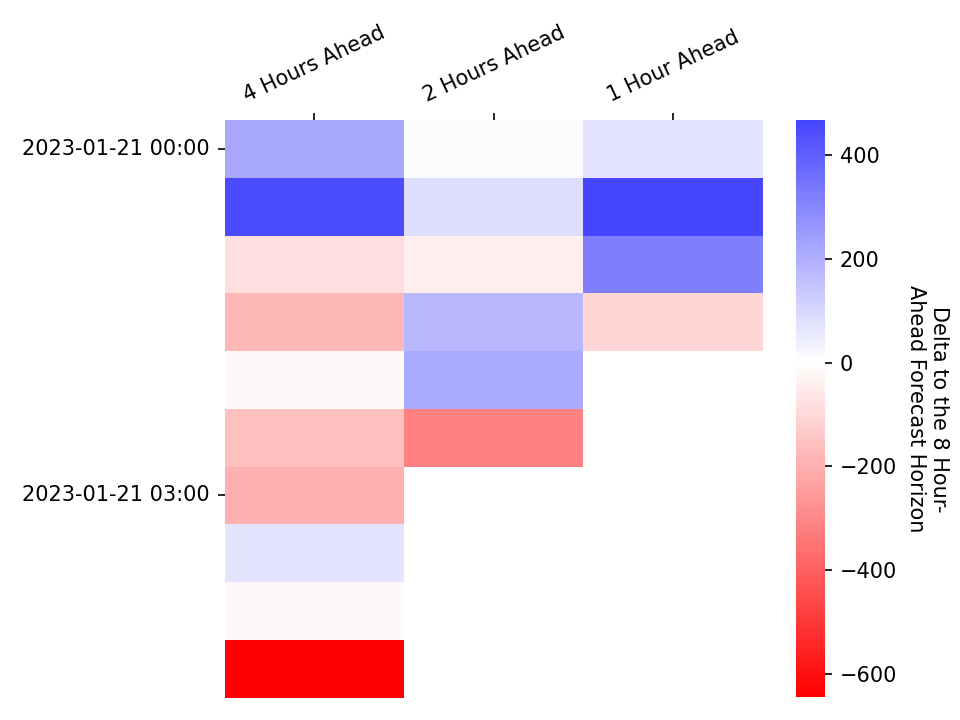 4 Hours Ahead
2 Hours Ahead
1 Hour Ahead
2023-01-21 00:00
2023-01-21 03:00
400
200
0
−200
−400
−600
Delta to the 8 Hour-
Ahead Forecast Horizon